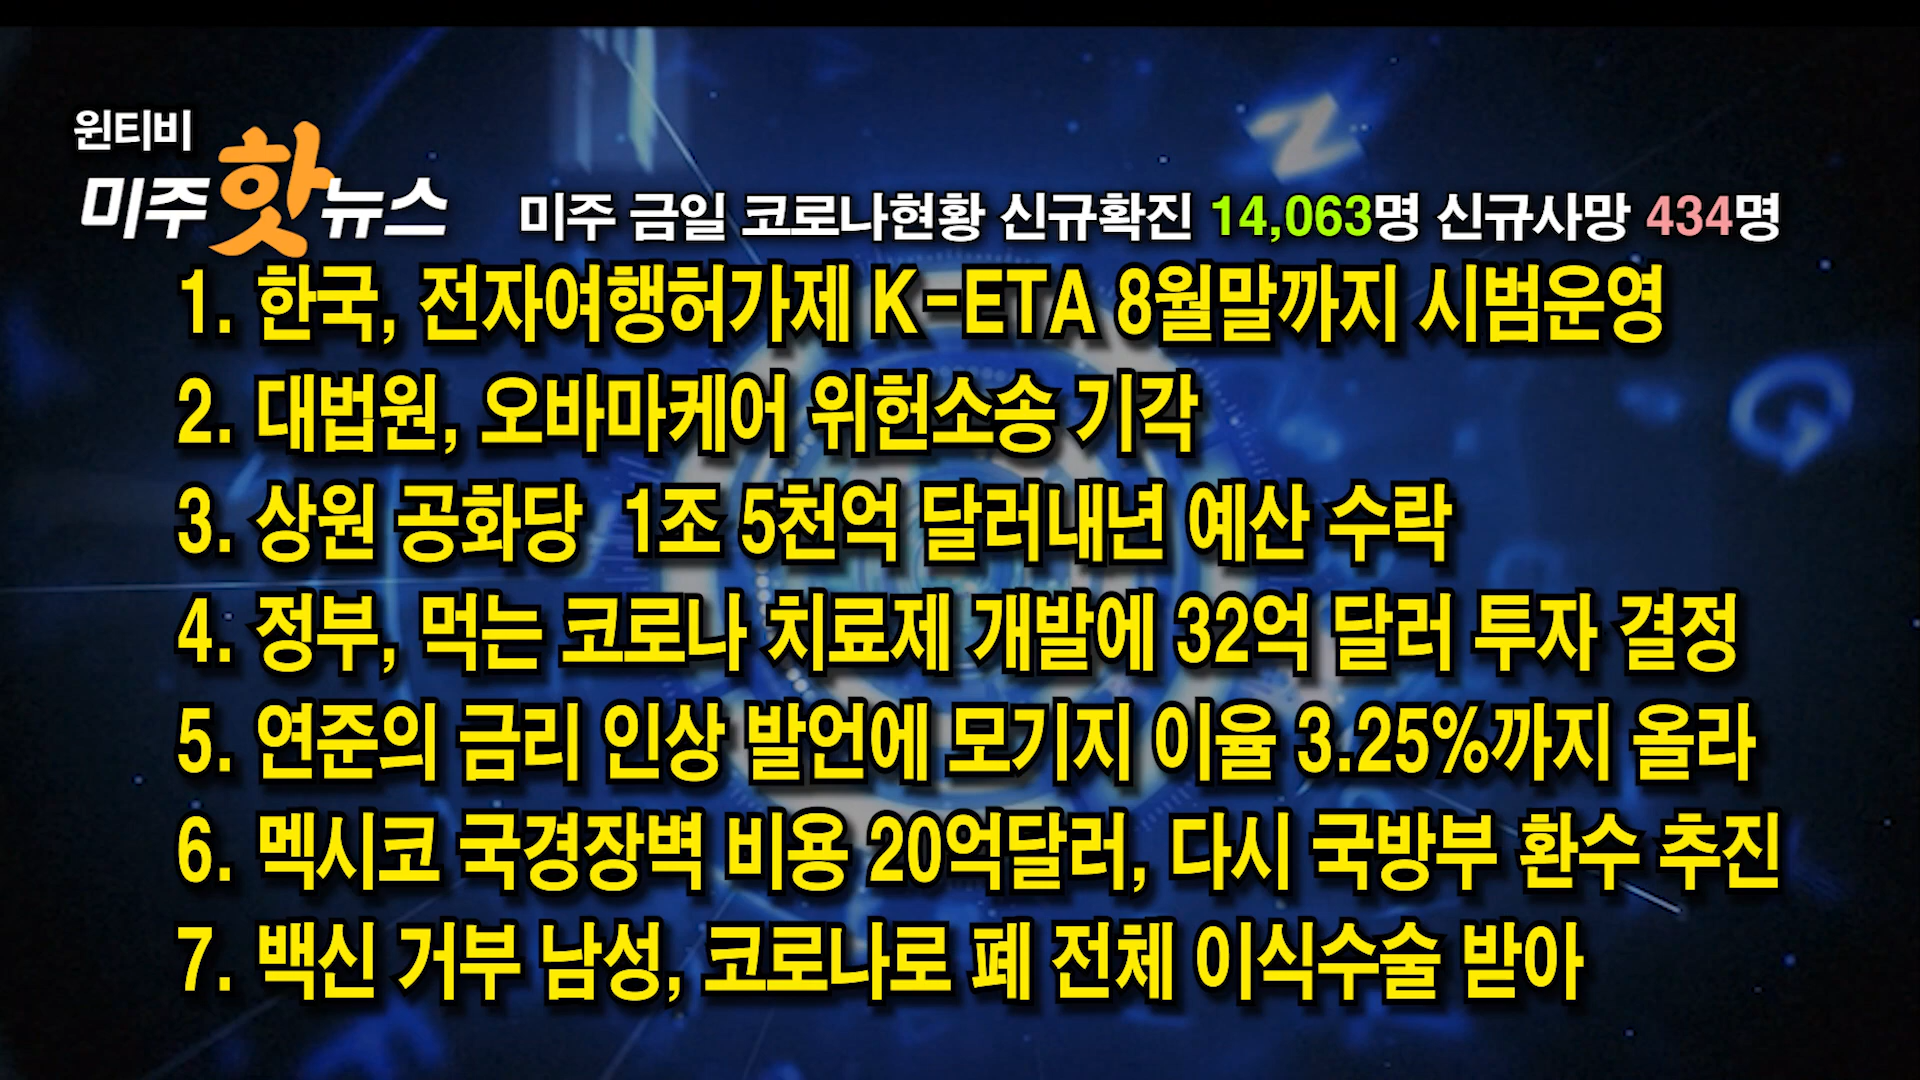 윈티비
미주핫뉴스
미주 금일 코로나현황 신규확진 14,063명 신규사망 434명
1. 한국, 전자여행허가제 K-ETA 8월말까지 시범운영
2. 대법원, 오바마케어 위헌소송 기각
3. 상원 공화당 1조 5천억 달러내년 예산 수락
4. 정부, 먹는 코로나 치료제 개발에 32억 달러 투자 결정
5. 연준의 금리 인상 발언에 모기지 이율 3.25%까지 올라
6. 멕시코 국경장벽 비용 20억달러, 다시 국방부 환수 추진
7. 백신 거부 남성, 코로나로 폐 전체 이식수술 받아